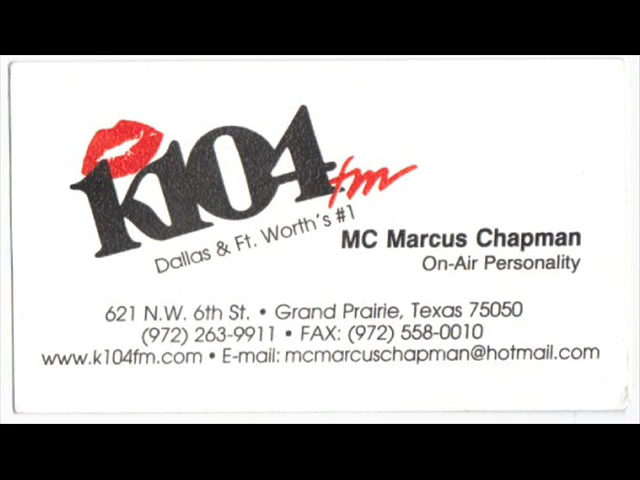 k104 fm
Dallas & Ft. Worth's #1
MC Marcus Chapman
On-Air Personality
621 N.W. 6th St. • Grand Prairie, Texas 75050
(972) 263-9911 • FAX: (972) 558-0010
www.k104fm.com • E-mail: mcmarcuschapman@hotmail.com